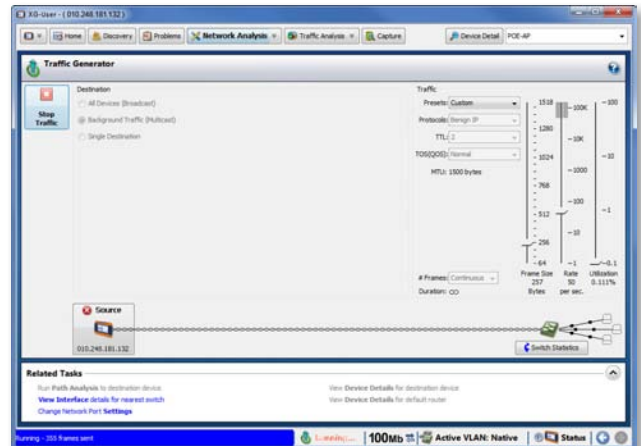 XG-User - ( 010.248.181.132 )
Home Discovery Problems Network Analysis Traffic Analysis Capture Device Detail POE-AP
Traffic Generator
Stop Traffic
Destination
All Devices (Broadcast)
Background Traffic (Multicast)
Single Destination
Traffic
Presets: Custom
Protocols: Benign IP
TTL: 2
TOS(QOS): Normal
MTU: 1500 bytes
# Frames: Continuous
Duration: ∞
1518
1280
1024
768
512
256
64
Frame Size
257
Bytes
100K
10K
1000
100
10
1
Rate
50
per sec.
100
10
1
0.1
Utilization
0.111%
Source
010.248.181.132
Switch Statistics
Related Tasks
Run Path Analysis to destination device
View Interface details for nearest switch
Change Network Port Settings
View Device Details for destination device
View Device Details for default router
Running - 355 frames sent
100Mb Active VLAN: Native Status